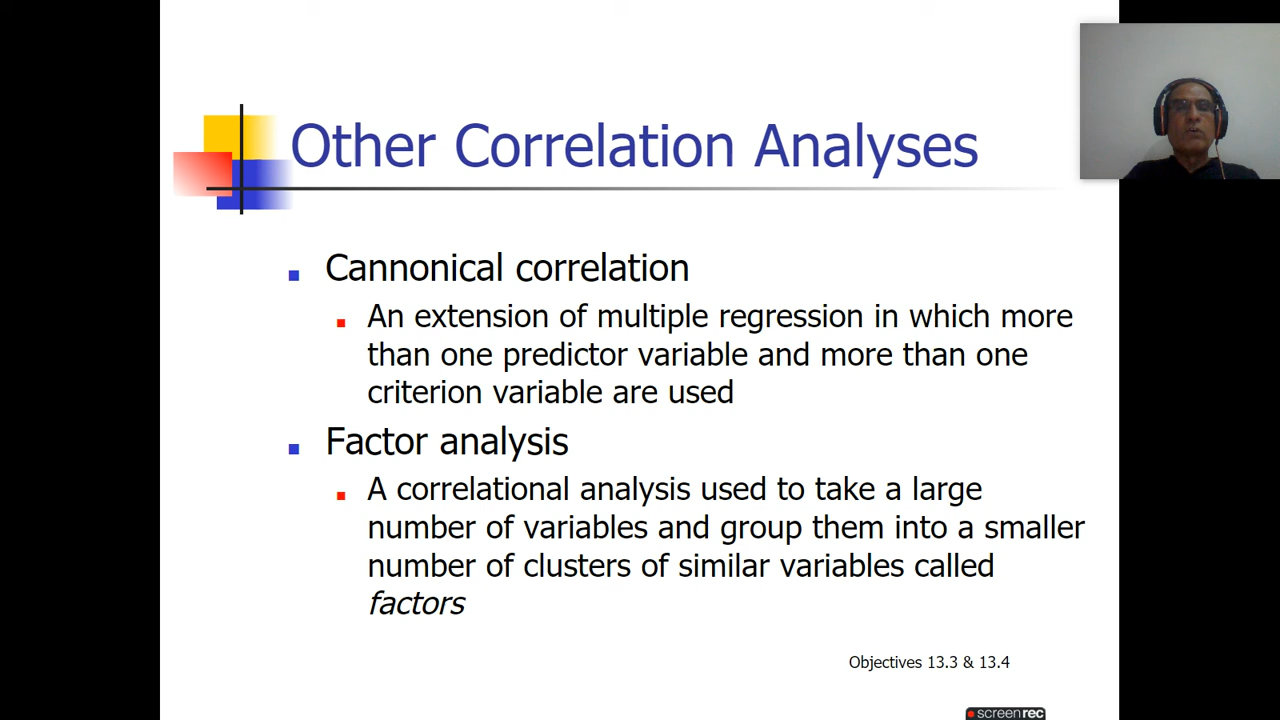 Other Correlation Analyses
Cannonical correlation
An extension of multiple regression in which more
than one predictor variable and more than one
criterion variable are used
Factor analysis
A correlational analysis used to take a large
number of variables and group them into a smaller
number of clusters of similar variables called
factors
Objectives 13.3 & 13.4
screenrec